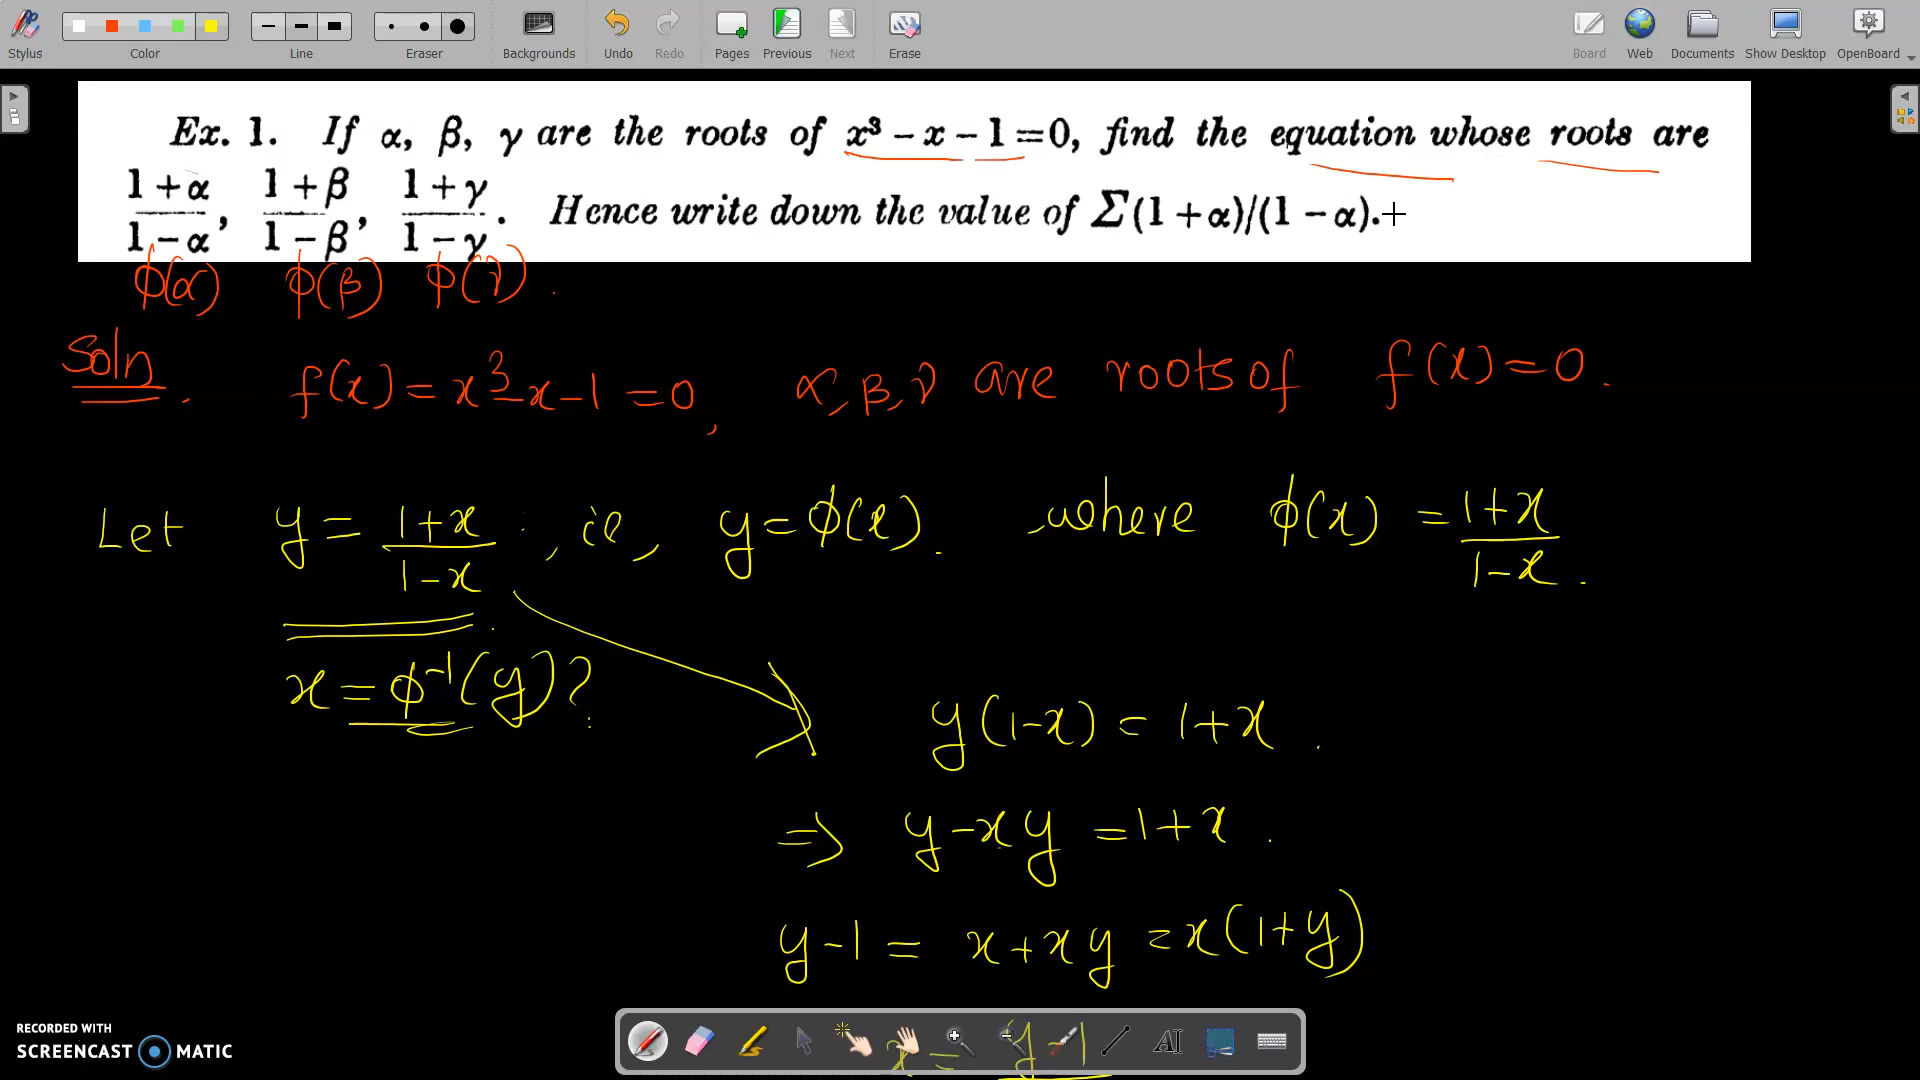 Stylus Color Line Eraser Backgrounds Undo Redo Pages Previous Next Erase Board Web Documents Show Desktop OpenBoard
Ex. 1. If α, β, γ are the roots of x³ – x – 1=0, find the equation whose roots are
(1+α)/(1–α), (1+β)/(1–β), (1+γ)/(1–γ). Hence write down the value of Σ(1+α)/(1–α).
ϕ(α) ϕ(β) ϕ(γ).
Soln. f(x) = x³–x–1 = 0, α, β, γ are roots of f(x) = 0.
Let y = (1+x)/(1–x), ie, y = ϕ(x). where ϕ(x) = (1+x)/(1–x).
x = ϕ⁻¹(y)?
y(1–x) = 1+x.
⇒ y–xy = 1+x.
y–1 = x+xy = x(1+y)
x = y–1
AI
RECORDED WITH
SCREENCAST MATIC